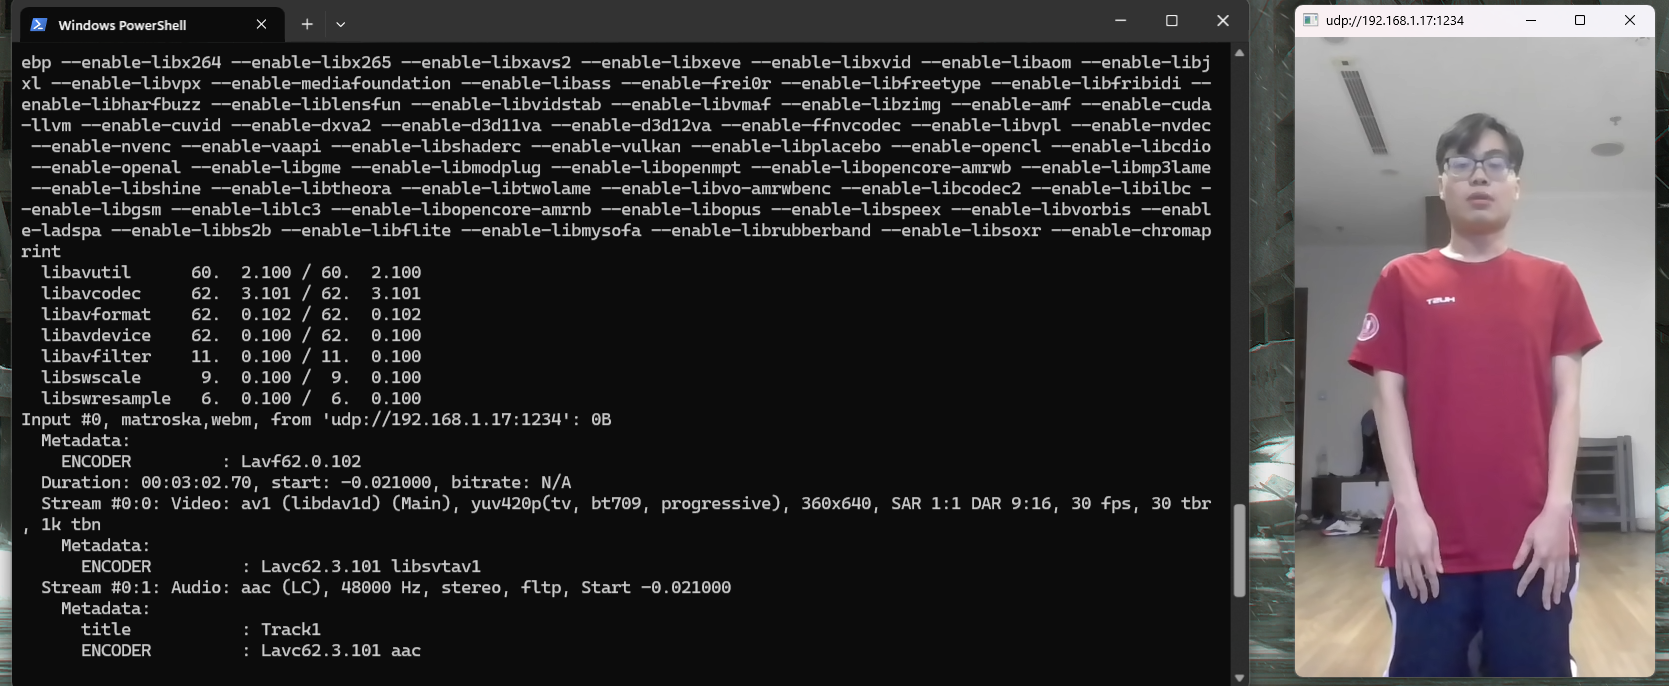 Windows PowerShell
ebp --enable-libx264 --enable-libx265 --enable-libxavs2 --enable-libxeve --enable-libxvid --enable-libaom --enable-libj
xl --enable-libvpx --enable-mediafoundation --enable-libass --enable-frei0r --enable-libfreetype --enable-libfribidi --
enable-libharfbuzz --enable-liblensfun --enable-libvidstab --enable-libvmaf --enable-libzimg --enable-amf --enable-cuda
-llvm --enable-cuvid --enable-dxva2 --enable-d3d11va --enable-d3d12va --enable-ffnvcodec --enable-libvpl --enable-nvdec
 --enable-nvenc --enable-vaapi --enable-libshaderc --enable-vulkan --enable-libplacebo --enable-opencl --enable-libcdio
 --enable-openal --enable-libgme --enable-libmodplug --enable-libopenmpt --enable-libopencore-amrwb --enable-libmp3lame
 --enable-libshine --enable-libtheora --enable-libtwolame --enable-libvo-amrwbenc --enable-libcodec2 --enable-libilbc -
-enable-libgsm --enable-liblc3 --enable-libopencore-amrnb --enable-libopus --enable-libspeex --enable-libvorbis --enabl
e-ladspa --enable-libbs2b --enable-libflite --enable-libmysofa --enable-librubberband --enable-libsoxr --enable-chromap
rint
  libavutil      60.  2.100 / 60.  2.100
  libavcodec     62.  3.101 / 62.  3.101
  libavformat    62.  0.102 / 62.  0.102
  libavdevice    62.  0.100 / 62.  0.100
  libavfilter    11.  0.100 / 11.  0.100
  libswscale      9.  0.100 /  9.  0.100
  libswresample   6.  0.100 /  6.  0.100
Input #0, matroska,webm, from 'udp://192.168.1.17:1234': 0B
  Metadata:
    ENCODER         : Lavf62.0.102
  Duration: 00:03:02.70, start: -0.021000, bitrate: N/A
  Stream #0:0: Video: av1 (libdav1d) (Main), yuv420p(tv, bt709, progressive), 360x640, SAR 1:1 DAR 9:16, 30 fps, 30 tbr
, 1k tbn
    Metadata:
      ENCODER         : Lavc62.3.101 libsvtav1
  Stream #0:1: Audio: aac (LC), 48000 Hz, stereo, fltp, Start -0.021000
    Metadata:
      title           : Track1
      ENCODER         : Lavc62.3.101 aac
udp://192.168.1.17:1234
HUST